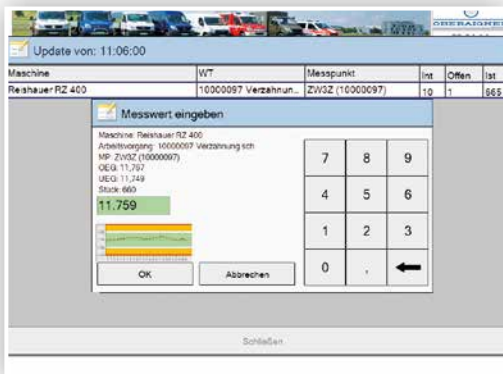 OBERAIGNER
Update von: 11:06:00
Maschine WT Messpunkt Int Offen Ist
Reishauer RZ 400 10000097 Verzahnun... ZW3Z (10000097) 10 1 665
Messwert eingeben
Maschine: Reishauer RZ 400
Arbeitsvorgang: 10000097 Verzahnung sch
MP: ZW3Z (10000097)
OEG: 11,767
UEG: 11,749
Stück: 660
11.759
7 8 9
4 5 6
1 2 3
0 ,
OK Abbrechen
Schließen